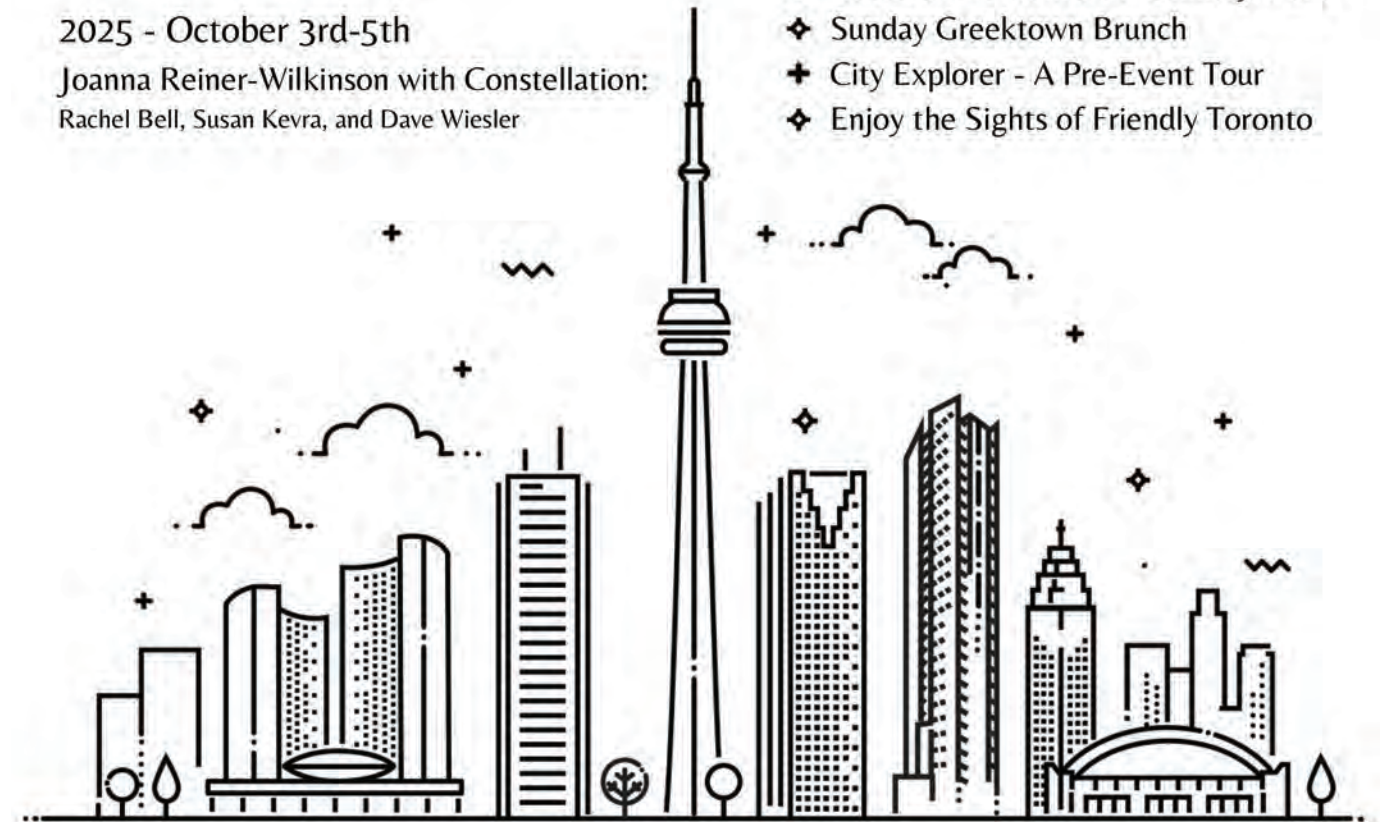 2025 - October 3rd-5th
Joanna Reiner-Wilkinson with Constellation:
Rachel Bell, Susan Kevra, and Dave Wiesler
Sunday Greektown Brunch
City Explorer - A Pre-Event Tour
Enjoy the Sights of Friendly Toronto